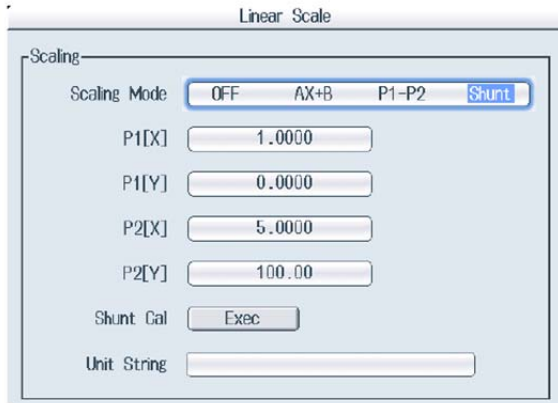 Linear Scale
Scaling
Scaling Mode OFF AX+B P1-P2 Shunt
P1[X] 1.0000
P1[Y] 0.0000
P2[X] 5.0000
P2[Y] 100.00
Shunt Cal Exec
Unit String